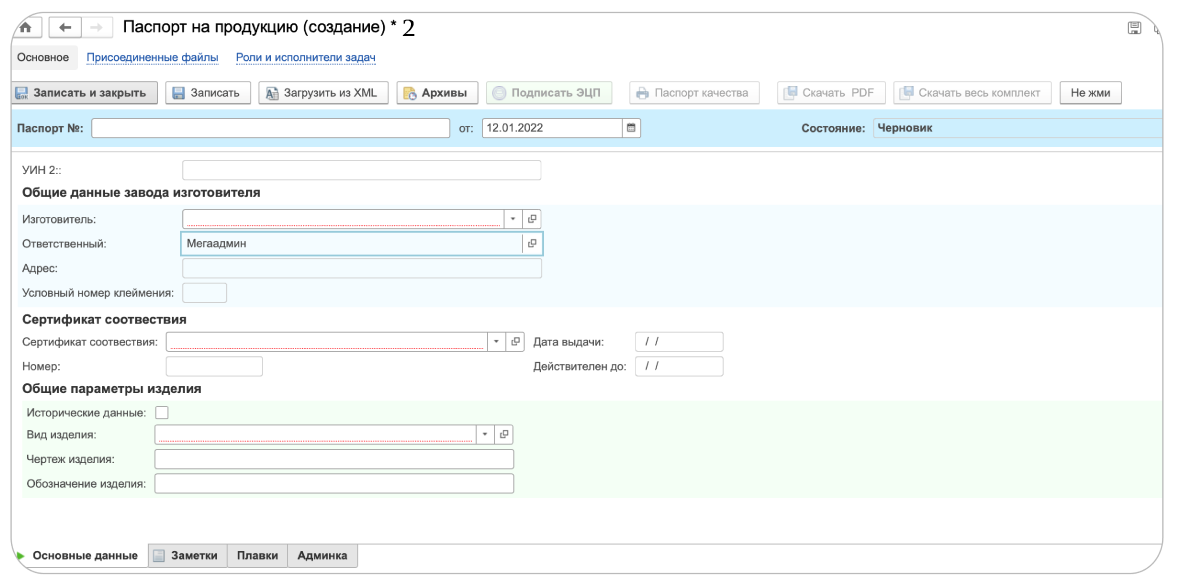 Паспорт на продукцию (создание) * 2
Основное Присоединенные файлы Роли и исполнители задач
Записать и закрыть Записать Загрузить из XML Архивы Подписать ЭЦП Паспорт качества Скачать PDF Скачать весь комплект Не жми
Паспорт №: от: 12.01.2022 Состояние: Черновик
УИН 2::
Общие данные завода изготовителя
Изготовитель:
Ответственный: Мегаадмин
Адрес:
Условный номер клеймения:
Сертификат соотвествия
Сертификат соотвествия: Дата выдачи: / /
Номер: Действителен до: / /
Общие параметры изделия
Исторические данные:
Вид изделия:
Чертеж изделия:
Обозначение изделия:
Основные данные Заметки Плавки Админка